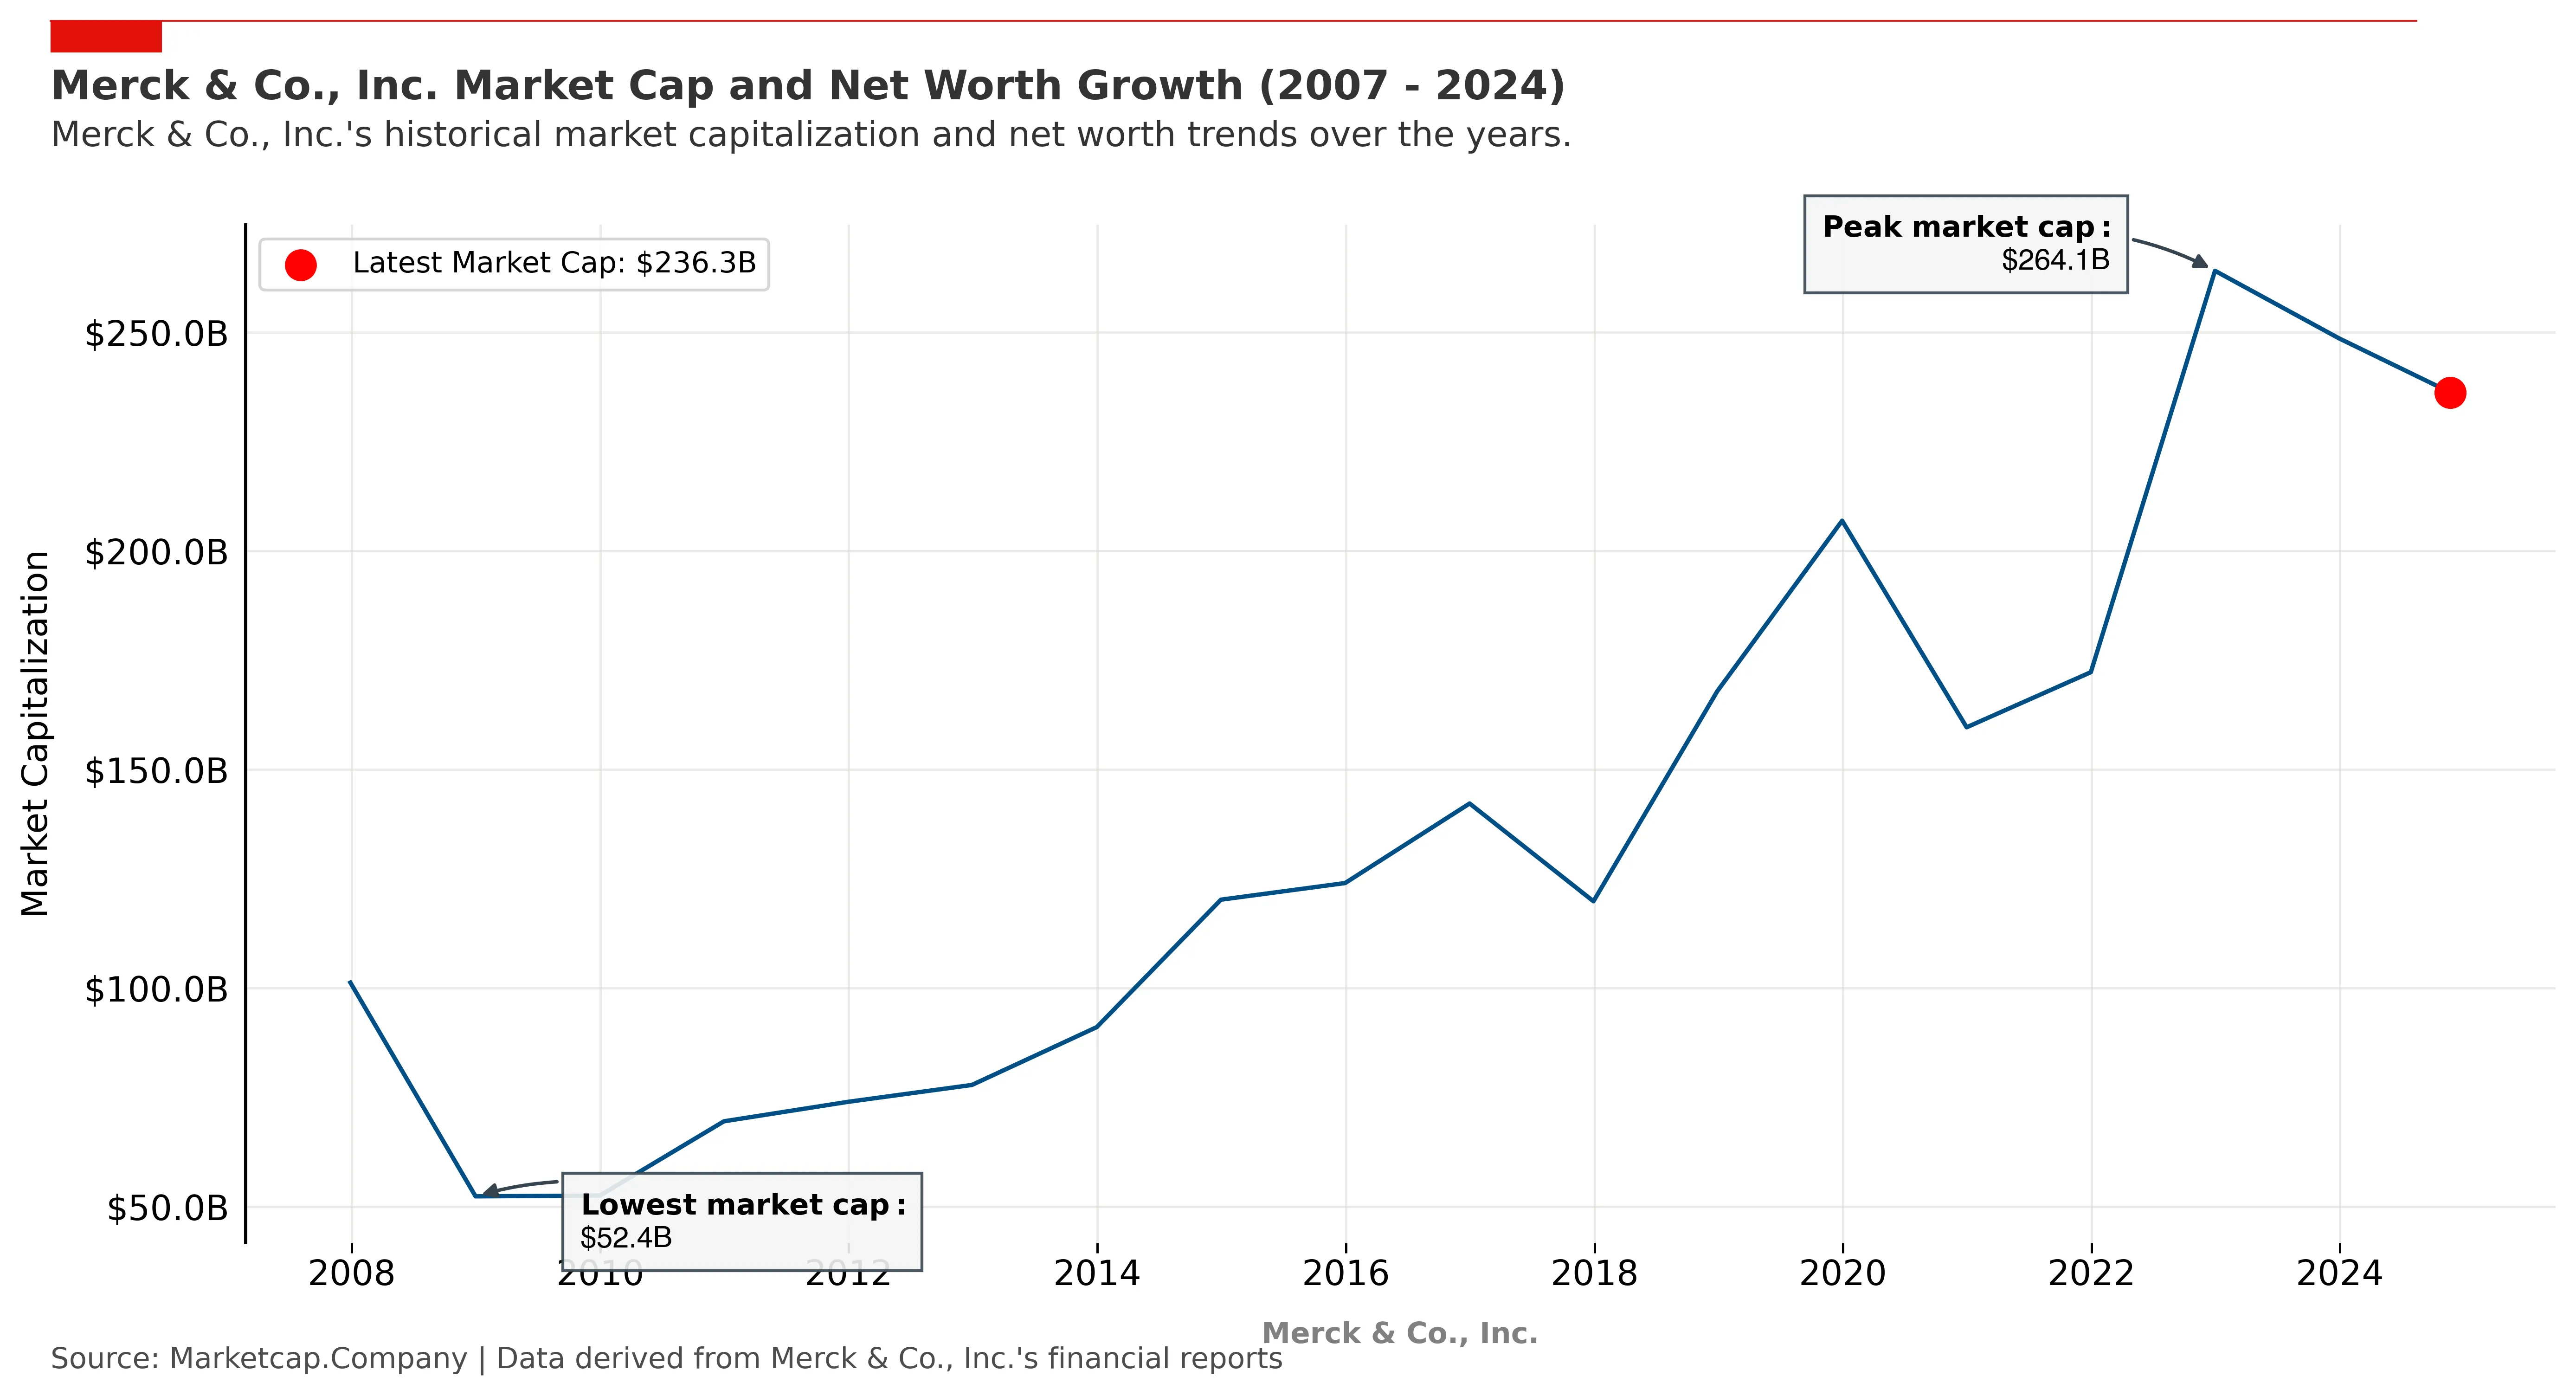 Merck & Co., Inc. Market Cap and Net Worth Growth (2007 - 2024)
Merck & Co., Inc.'s historical market capitalization and net worth trends over the years.
Peak market cap :
$264.1B
Latest Market Cap: $236.3B
$250.0B
$200.0B
$150.0B
$100.0B
$50.0B
Market Capitalization
Lowest market cap :
$52.4B
2008
2010
2012
2014
2016
2018
2020
2022
2024
Merck & Co., Inc.
Source: Marketcap.Company | Data derived from Merck & Co., Inc.'s financial reports